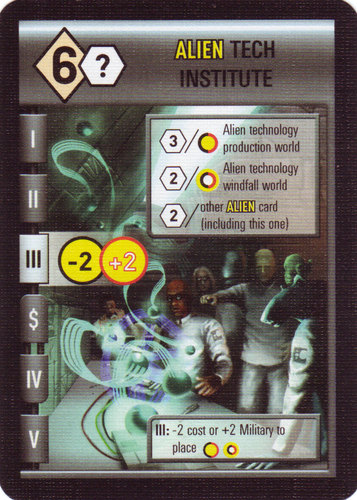 6 ?
ALIEN TECH
INSTITUTE
I
3 / Alien technology
production world
II
2 / Alien technology
windfall world
2 / other ALIEN card
(including this one)
III -2 +2
$
IV
V
III: -2 cost or +2 Military to
place